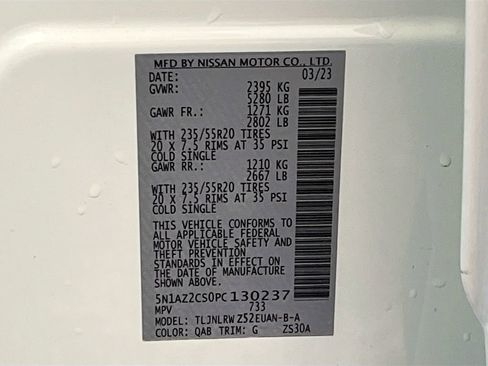 MFD BY NISSAN MOTOR CO., LTD.
DATE: 03/23
GVWR: 2395 KG
5280 LB
GAWR FR.: 1271 KG
2802 LB
WITH 235/55R20 TIRES
20 X 7.5 RIMS AT 35 PSI
COLD SINGLE
GAWR RR.: 1210 KG
2667 LB
WITH 235/55R20 TIRES
20 X 7.5 RIMS AT 35 PSI
COLD SINGLE
THIS VEHICLE CONFORMS TO
ALL APPLICABLE FEDERAL
MOTOR VEHICLE SAFETY AND
THEFT PREVENTION
STANDARDS IN EFFECT ON
THE DATE OF MANUFACTURE
SHOWN ABOVE.
5N1AZ2CS0PC130237
MPV 733
MODEL: TLJNLRW Z52EUAN-B-A
COLOR: QAB TRIM: G ZS30A